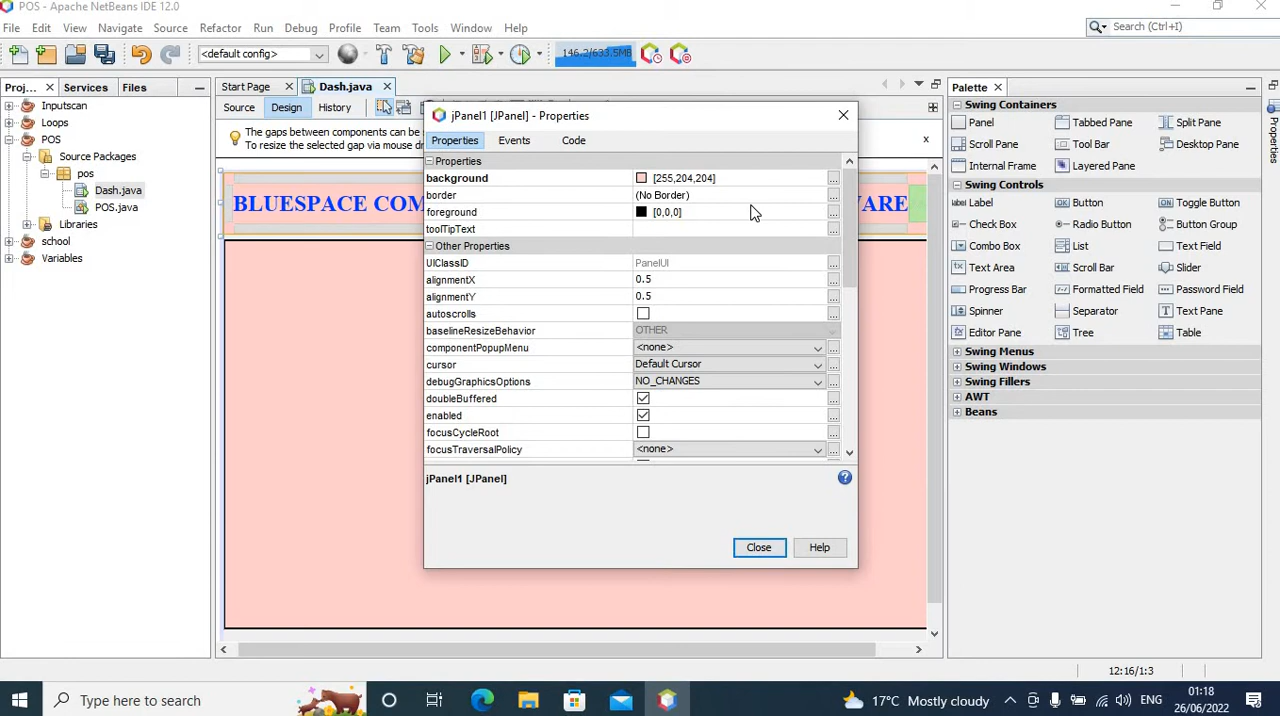 POS - Apache NetBeans IDE 12.0
File Edit View Navigate Source Refactor Run Debug Profile Team Tools Window Help
Search (Ctrl+I)
<default config>
146.2/633.5MB
Proj... Services Files
Start Page Dash.java
Palette
Source Design History
Inputscan
Loops
POS
Source Packages
pos
Dash.java
POS.java
Libraries
school
Variables
The gaps between components can be
To resize the selected gap via mouse dr
BLUESPACE COM
WARE
jPanel1 [JPanel] - Properties
Properties Events Code
Properties
background [255,204,204]
border (No Border)
foreground [0,0,0]
toolTipText
Other Properties
UIClassID PanelUI
alignmentX 0.5
alignmentY 0.5
autoscrolls
baselineResizeBehavior OTHER
componentPopupMenu <none>
cursor Default Cursor
debugGraphicsOptions NO_CHANGES
doubleBuffered
enabled
focusCycleRoot
focusTraversalPolicy <none>
jPanel1 [JPanel]
Close Help
Swing Containers
Panel Tabbed Pane Split Pane
Scroll Pane Tool Bar Desktop Pane
Internal Frame Layered Pane
Swing Controls
Label Button Toggle Button
Check Box Radio Button Button Group
Combo Box List Text Field
Text Area Scroll Bar Slider
Progress Bar Formatted Field Password Field
Spinner Separator Text Pane
Editor Pane Tree Table
Swing Menus
Swing Windows
Swing Fillers
AWT
Beans
12:16/1:3
Type here to search
17°C Mostly cloudy
ENG
01:18
26/06/2022